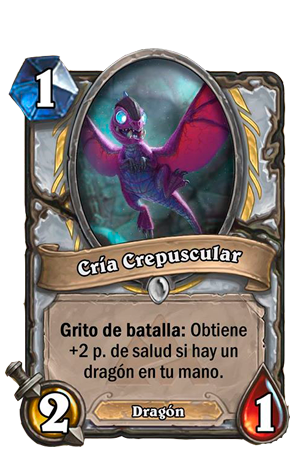 1
Cría Crepuscular
Grito de batalla: Obtiene
+2 p. de salud si hay un
dragón en tu mano.
2
Dragón
1